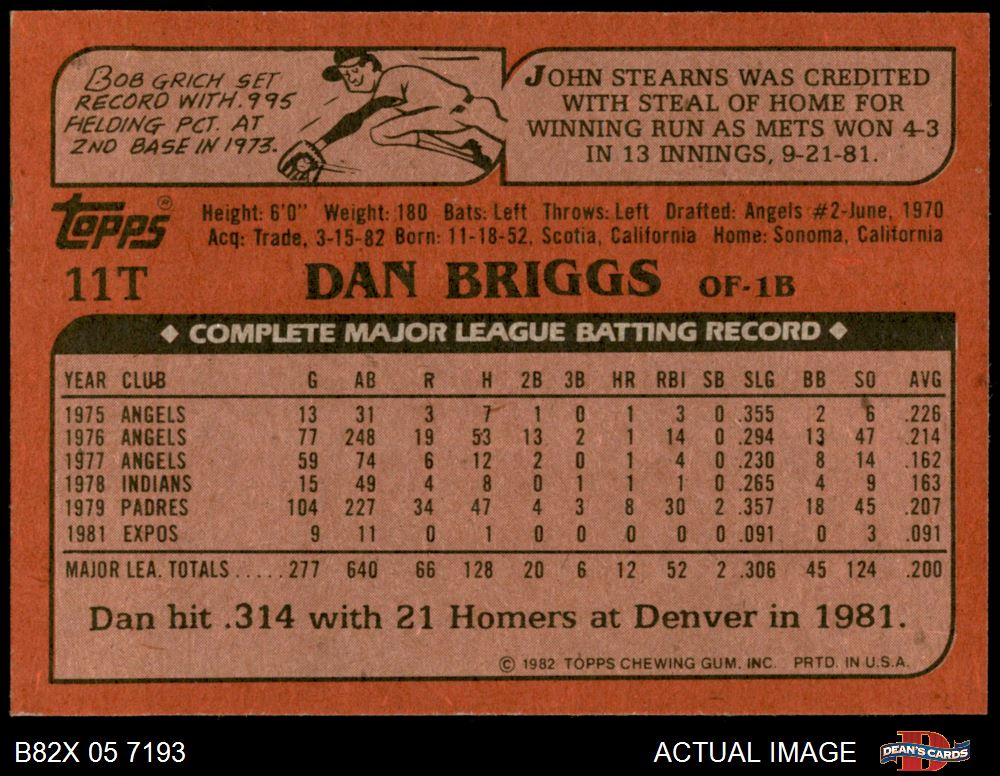 BOB GRICH SET
RECORD WITH .995
FIELDING PCT. AT
2ND BASE IN 1973.
JOHN STEARNS WAS CREDITED
WITH STEAL OF HOME FOR
WINNING RUN AS METS WON 4-3
IN 13 INNINGS, 9-21-81.
TOPPS®
Height: 6'0" Weight: 180 Bats: Left Throws: Left Drafted: Angels #2-June, 1970
Acq: Trade, 3-15-82 Born: 11-18-52, Scotia, California Home: Sonoma, California
11T DAN BRIGGS OF-1B
◆ COMPLETE MAJOR LEAGUE BATTING RECORD ◆
YEAR CLUB G AB R H 2B 3B HR RBI SB SLG BB SO AVG
1975 ANGELS 13 31 3 7 1 0 1 3 0 .355 2 6 .226
1976 ANGELS 77 248 19 53 13 2 1 14 0 .294 13 47 .214
1977 ANGELS 59 74 6 12 2 0 1 4 0 .230 8 14 .162
1978 INDIANS 15 49 4 8 0 1 1 1 0 .265 4 9 .163
1979 PADRES 104 227 34 47 4 3 8 30 2 .357 18 45 .207
1981 EXPOS 9 11 0 1 0 0 0 0 0 .091 0 3 .091
MAJOR LEA. TOTALS ..... 277 640 66 128 20 6 12 52 2 .306 45 124 .200
Dan hit .314 with 21 Homers at Denver in 1981.
© 1982 TOPPS CHEWING GUM, INC. PRTD. IN U.S.A.
B82X 05 7193 ACTUAL IMAGE DEAN'S CARDS